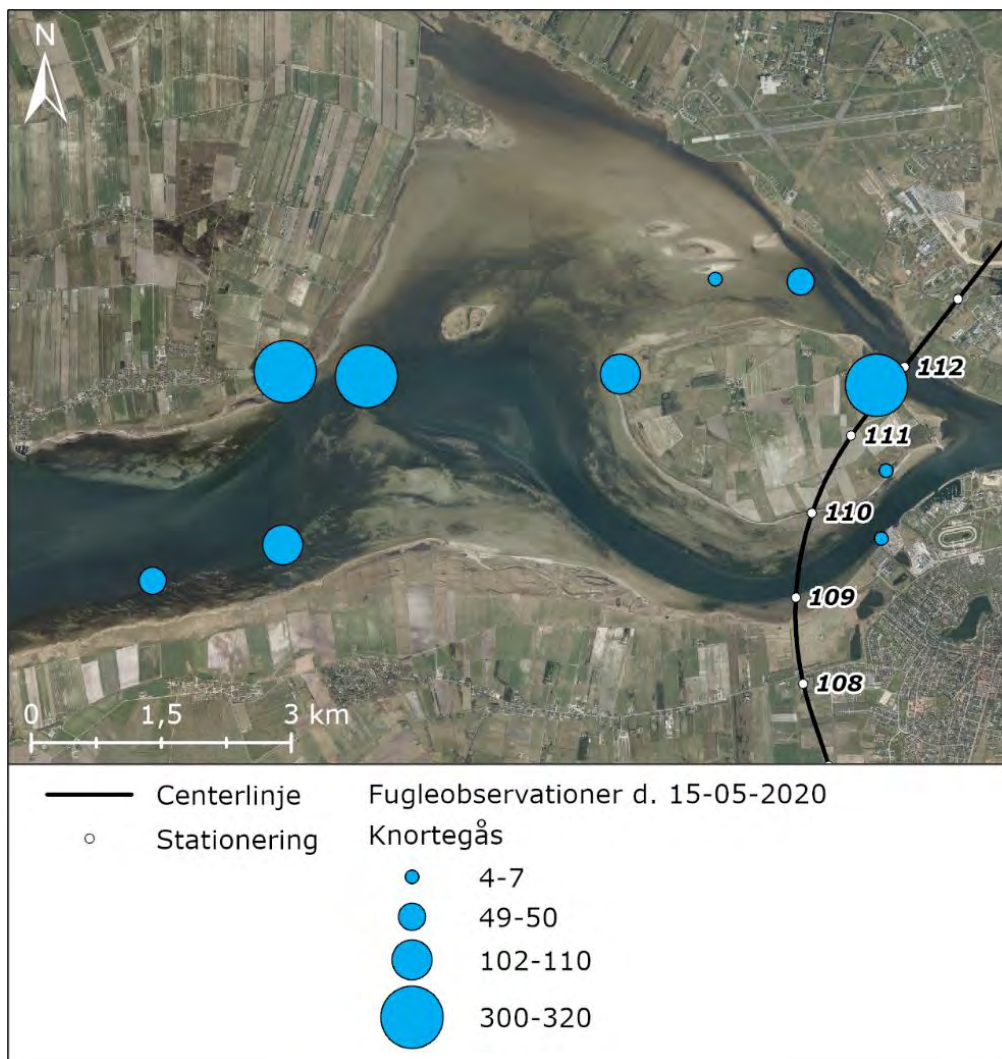 N
112
111
110
109
108
0 1,5 3 km
Centerlinje
Stationering
Fugleobservationer d. 15-05-2020
Knortegås
4-7
49-50
102-110
300-320